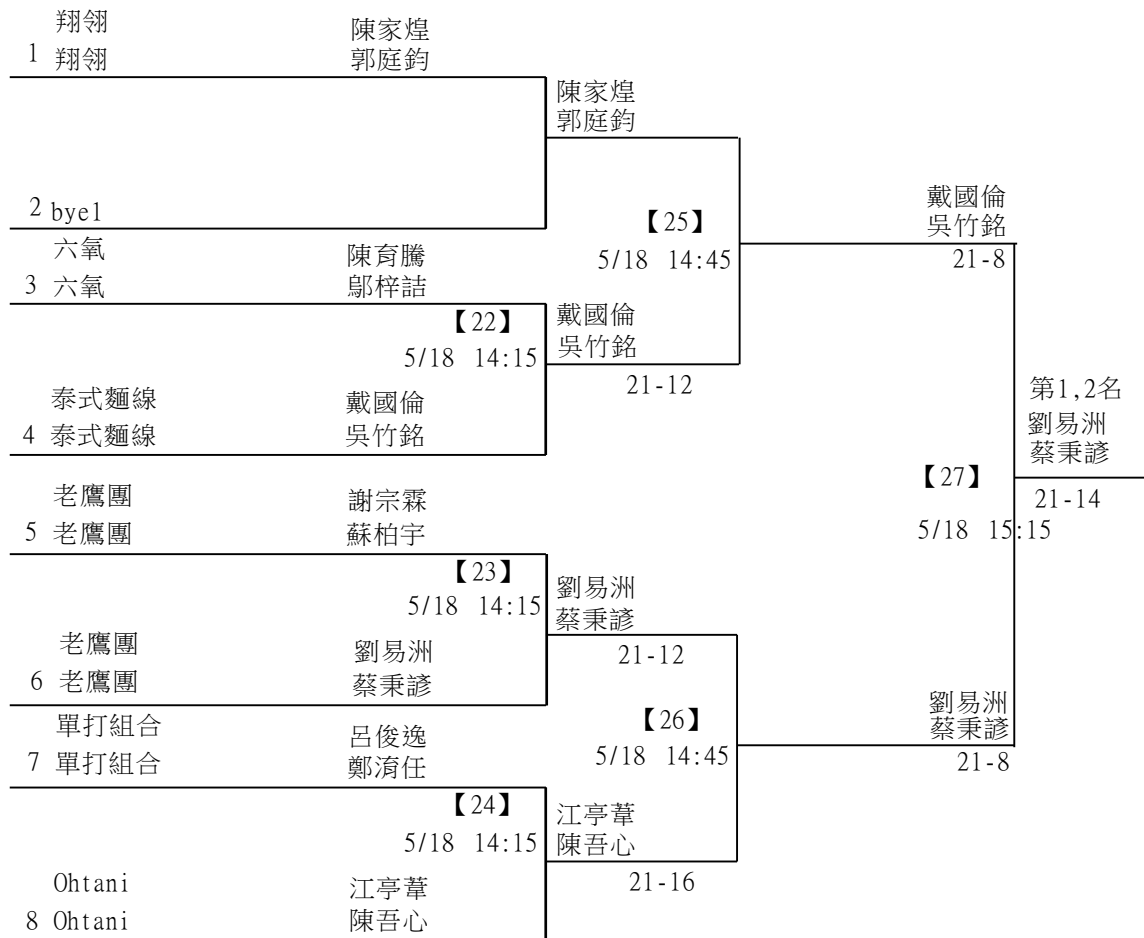 翔翎 陳家煌
1 翔翎 郭庭鈞
陳家煌
郭庭鈞
2 bye1
【25】
5/18 14:45
戴國倫
吳竹銘
21-8
六氧 陳育騰
3 六氧 鄔梓詰
【22】
5/18 14:15
戴國倫
吳竹銘
21-12
泰式麵線 戴國倫
4 泰式麵線 吳竹銘
第1,2名
劉易洲
蔡秉諺
21-14
【27】
5/18 15:15
老鷹團 謝宗霖
5 老鷹團 蘇柏宇
【23】
5/18 14:15
劉易洲
蔡秉諺
21-12
老鷹團 劉易洲
6 老鷹團 蔡秉諺
【26】
5/18 14:45
劉易洲
蔡秉諺
21-8
單打組合 呂俊逸
7 單打組合 鄭淯任
【24】
5/18 14:15
江亭葦
陳吾心
21-16
Ohtani 江亭葦
8 Ohtani 陳吾心